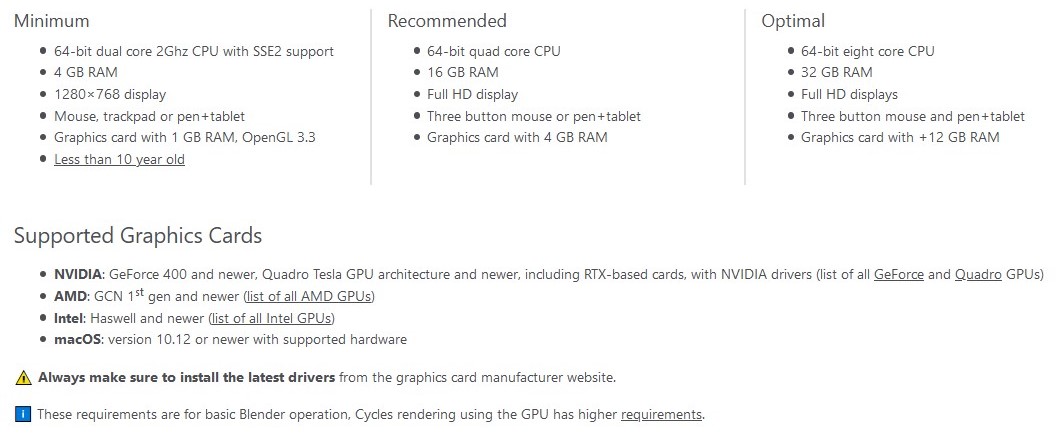 Minimum
64-bit dual core 2Ghz CPU with SSE2 support
4 GB RAM
1280×768 display
Mouse, trackpad or pen+tablet
Graphics card with 1 GB RAM, OpenGL 3.3
Less than 10 year old
Recommended
64-bit quad core CPU
16 GB RAM
Full HD display
Three button mouse or pen+tablet
Graphics card with 4 GB RAM
Optimal
64-bit eight core CPU
32 GB RAM
Full HD displays
Three button mouse and pen+tablet
Graphics card with +12 GB RAM
Supported Graphics Cards
NVIDIA: GeForce 400 and newer, Quadro Tesla GPU architecture and newer, including RTX-based cards, with NVIDIA drivers (list of all GeForce and Quadro GPUs)
AMD: GCN 1st gen and newer (list of all AMD GPUs)
Intel: Haswell and newer (list of all Intel GPUs)
macOS: version 10.12 or newer with supported hardware
Always make sure to install the latest drivers from the graphics card manufacturer website.
These requirements are for basic Blender operation, Cycles rendering using the GPU has higher requirements.